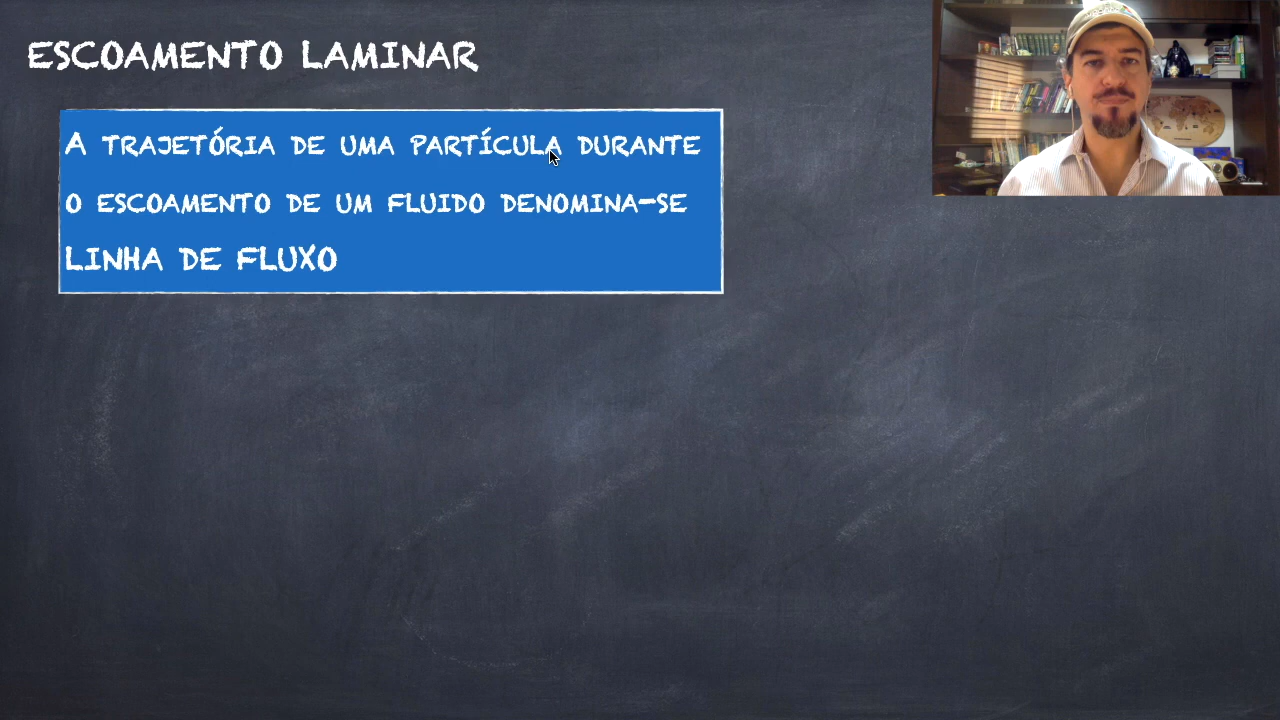 ESCOAMENTO LAMINAR
A TRAJETÓRIA DE UMA PARTÍCULA DURANTE
O ESCOAMENTO DE UM FLUIDO DENOMINA-SE
LINHA DE FLUXO